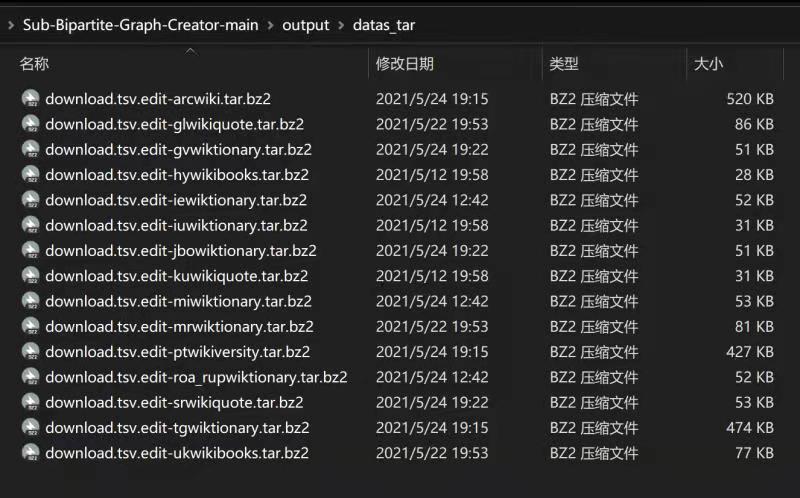 Sub-Bipartite-Graph-Creator-main > output > datas_tar
名称 修改日期 类型 大小
download.tsv.edit-arcwiki.tar.bz2 2021/5/24 19:15 BZ2 压缩文件 520 KB
download.tsv.edit-glwikiquote.tar.bz2 2021/5/22 19:53 BZ2 压缩文件 86 KB
download.tsv.edit-gvwiktionary.tar.bz2 2021/5/24 19:22 BZ2 压缩文件 51 KB
download.tsv.edit-hywikibooks.tar.bz2 2021/5/12 19:58 BZ2 压缩文件 28 KB
download.tsv.edit-iewiktionary.tar.bz2 2021/5/24 12:42 BZ2 压缩文件 52 KB
download.tsv.edit-iuwiktionary.tar.bz2 2021/5/12 19:58 BZ2 压缩文件 31 KB
download.tsv.edit-jbowiktionary.tar.bz2 2021/5/24 19:22 BZ2 压缩文件 51 KB
download.tsv.edit-kuwikiquote.tar.bz2 2021/5/12 19:58 BZ2 压缩文件 31 KB
download.tsv.edit-miwiktionary.tar.bz2 2021/5/24 12:42 BZ2 压缩文件 53 KB
download.tsv.edit-mrwiktionary.tar.bz2 2021/5/22 19:53 BZ2 压缩文件 81 KB
download.tsv.edit-ptwikiversity.tar.bz2 2021/5/24 19:15 BZ2 压缩文件 427 KB
download.tsv.edit-roa_rupwiktionary.tar.bz2 2021/5/24 12:42 BZ2 压缩文件 52 KB
download.tsv.edit-srwikiquote.tar.bz2 2021/5/24 19:22 BZ2 压缩文件 53 KB
download.tsv.edit-tgwiktionary.tar.bz2 2021/5/24 19:15 BZ2 压缩文件 474 KB
download.tsv.edit-ukwikibooks.tar.bz2 2021/5/22 19:53 BZ2 压缩文件 77 KB